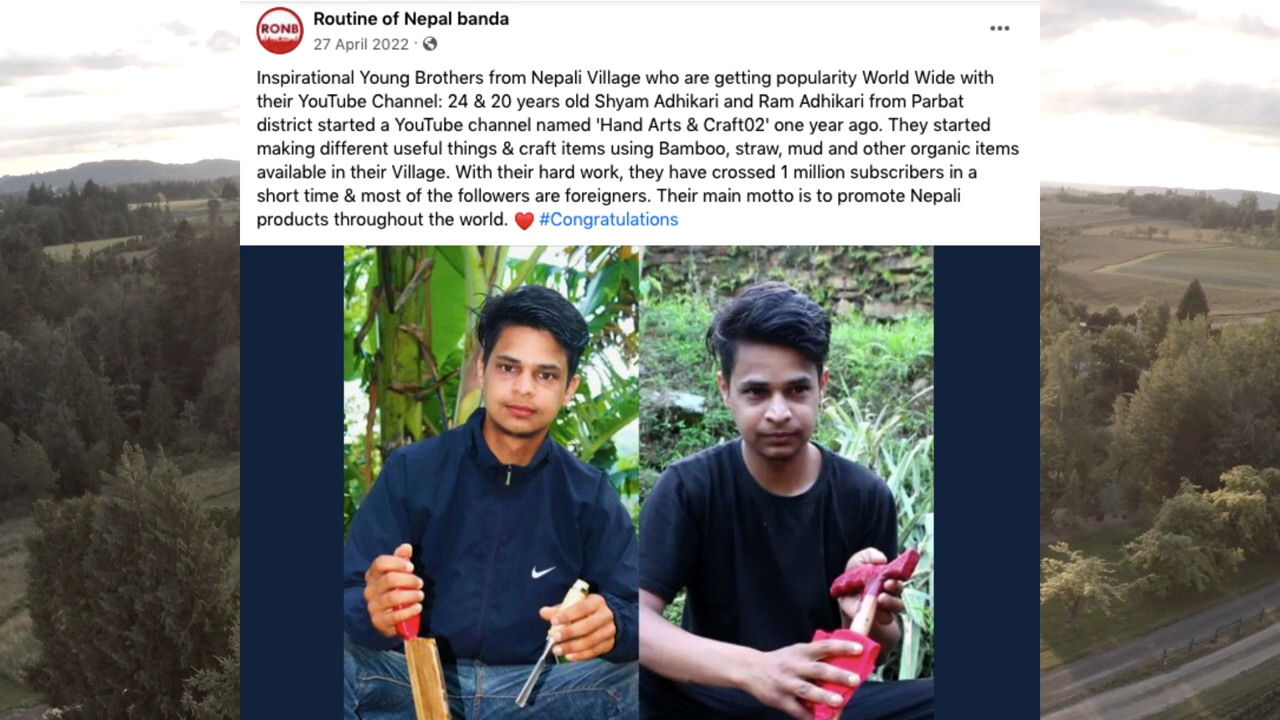 RONB
Routine of Nepal banda
27 April 2022 ·
Inspirational Young Brothers from Nepali Village who are getting popularity World Wide with
their YouTube Channel: 24 & 20 years old Shyam Adhikari and Ram Adhikari from Parbat
district started a YouTube channel named 'Hand Arts & Craft02' one year ago. They started
making different useful things & craft items using Bamboo, straw, mud and other organic items
available in their Village. With their hard work, they have crossed 1 million subscribers in a
short time & most of the followers are foreigners. Their main motto is to promote Nepali
products throughout the world. ❤️ #Congratulations